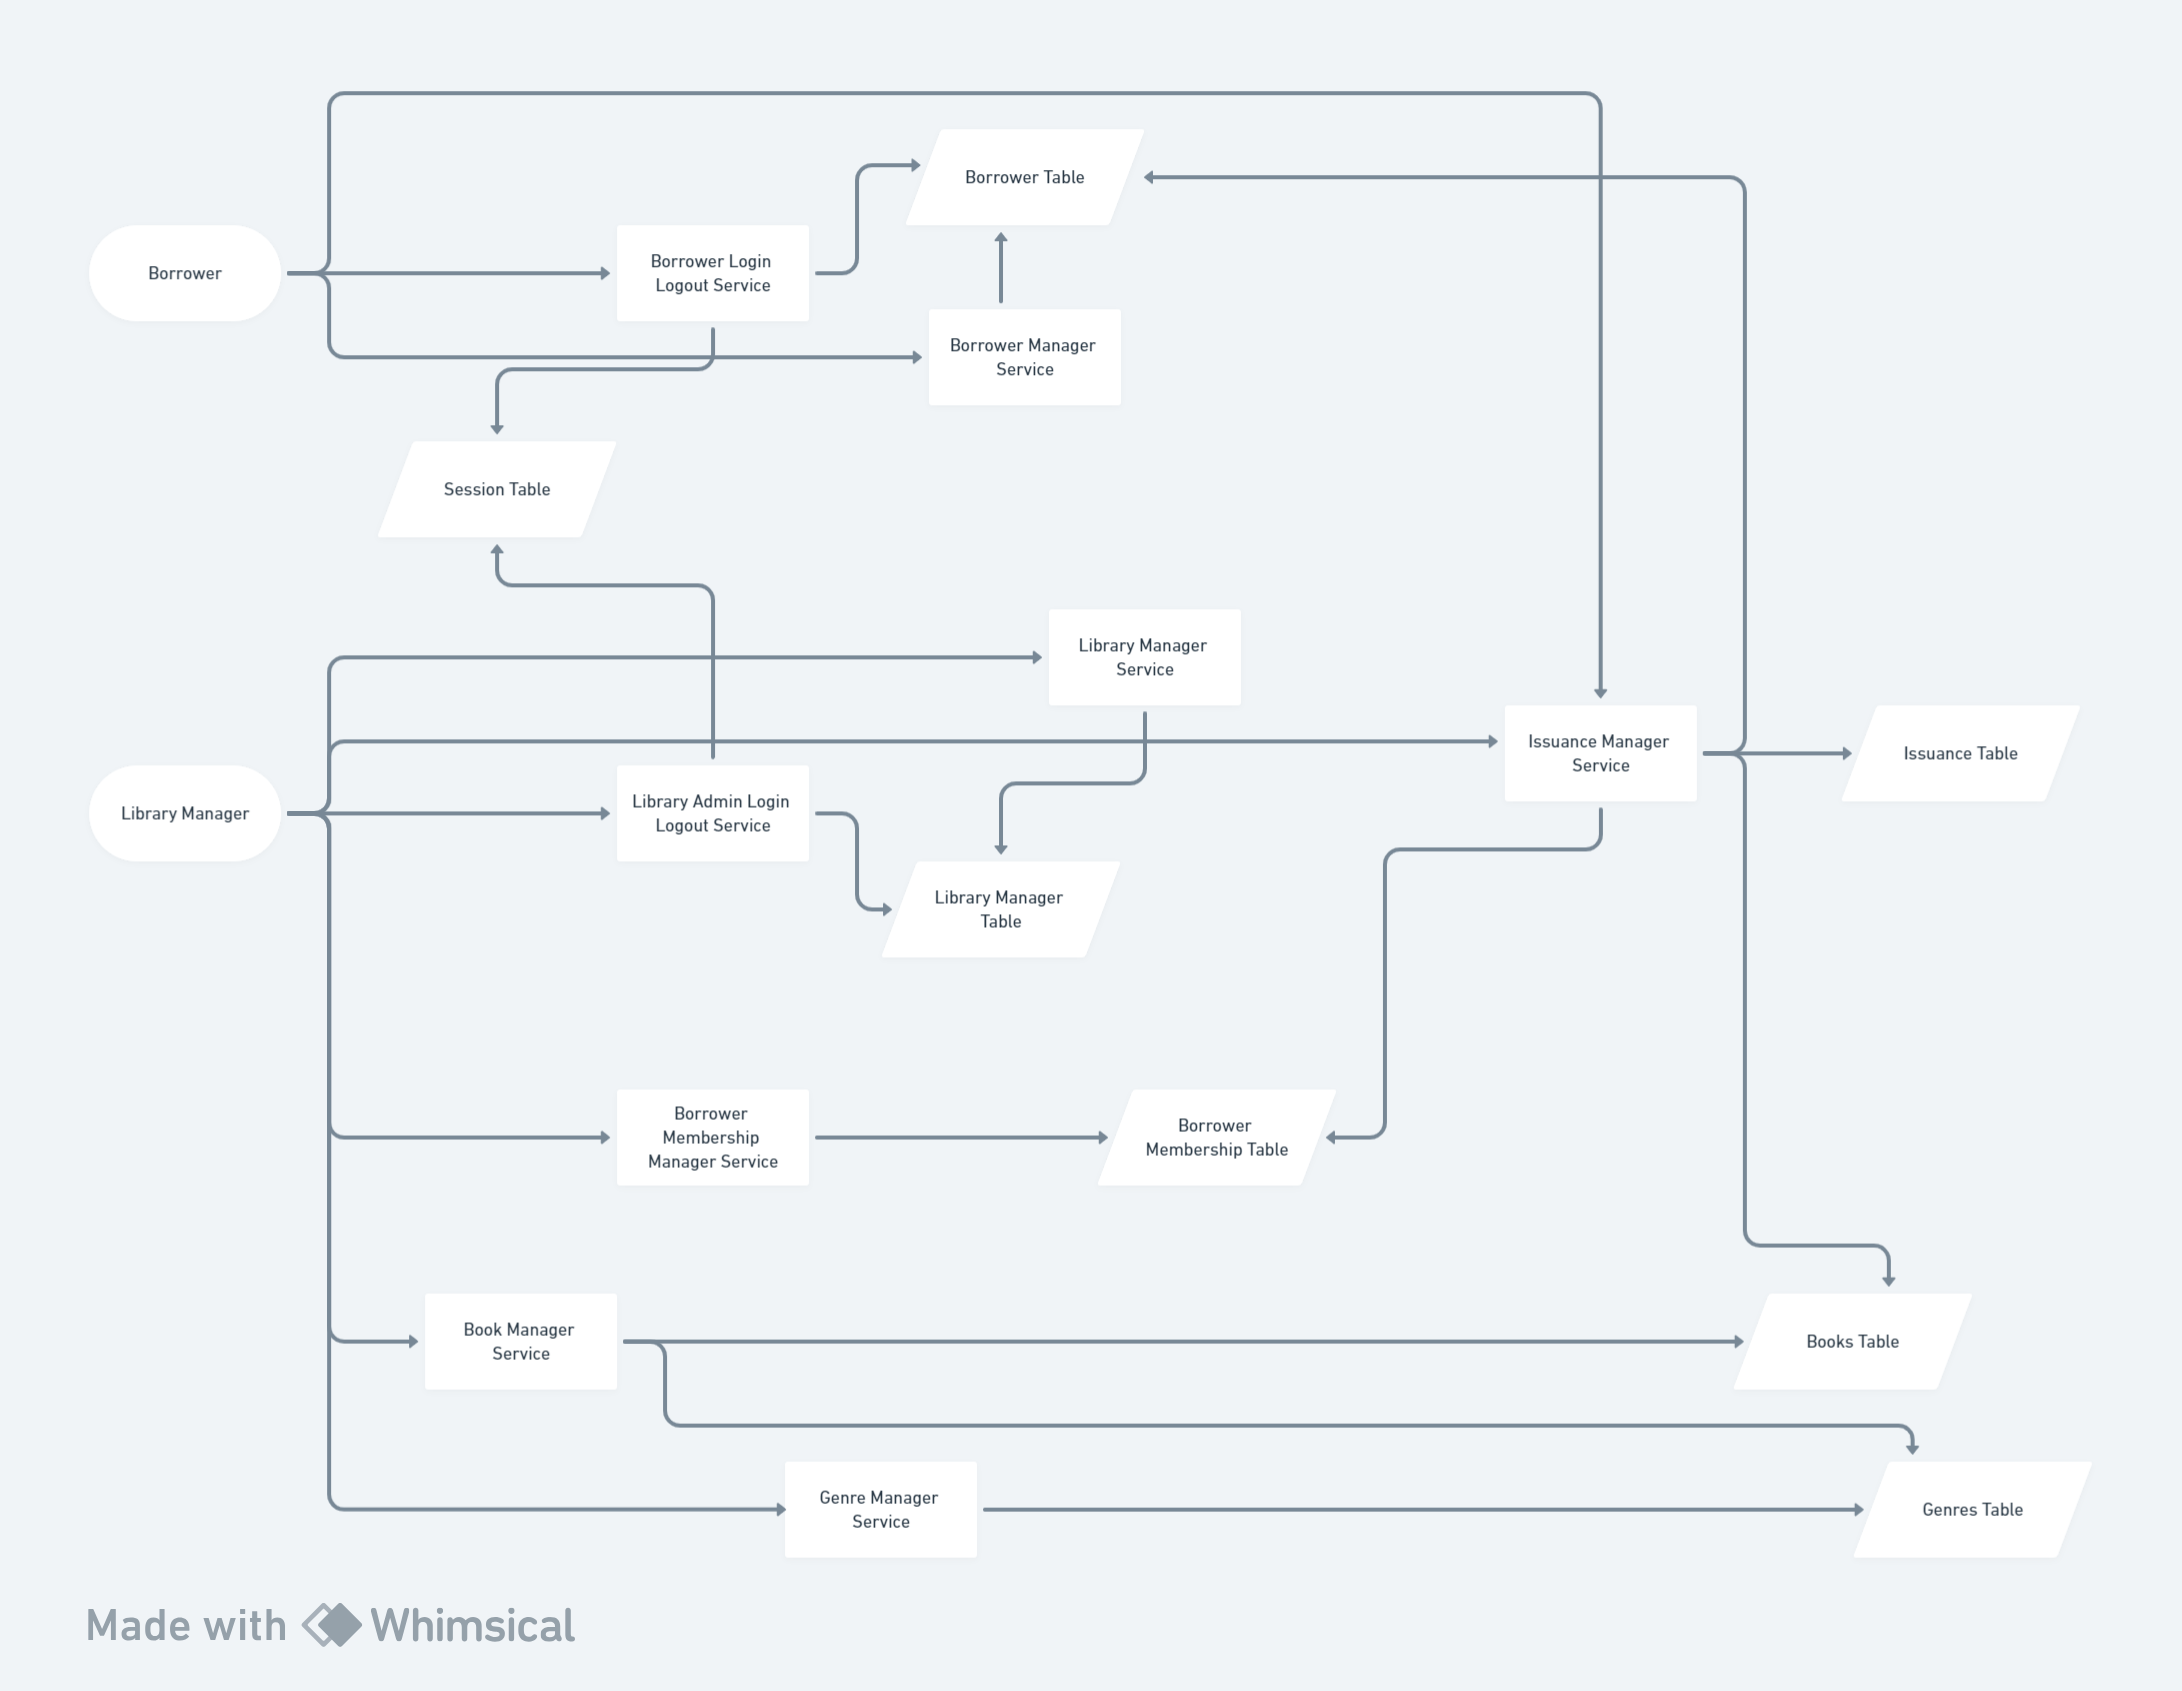 Borrower Table
Borrower
Borrower Login
Logout Service
Borrower Manager
Service
Session Table
Library Manager
Service
Issuance Manager
Service
Issuance Table
Library Manager
Library Admin Login
Logout Service
Library Manager
Table
Borrower
Membership
Manager Service
Borrower
Membership Table
Book Manager
Service
Books Table
Genre Manager
Service
Genres Table
Made with Whimsical